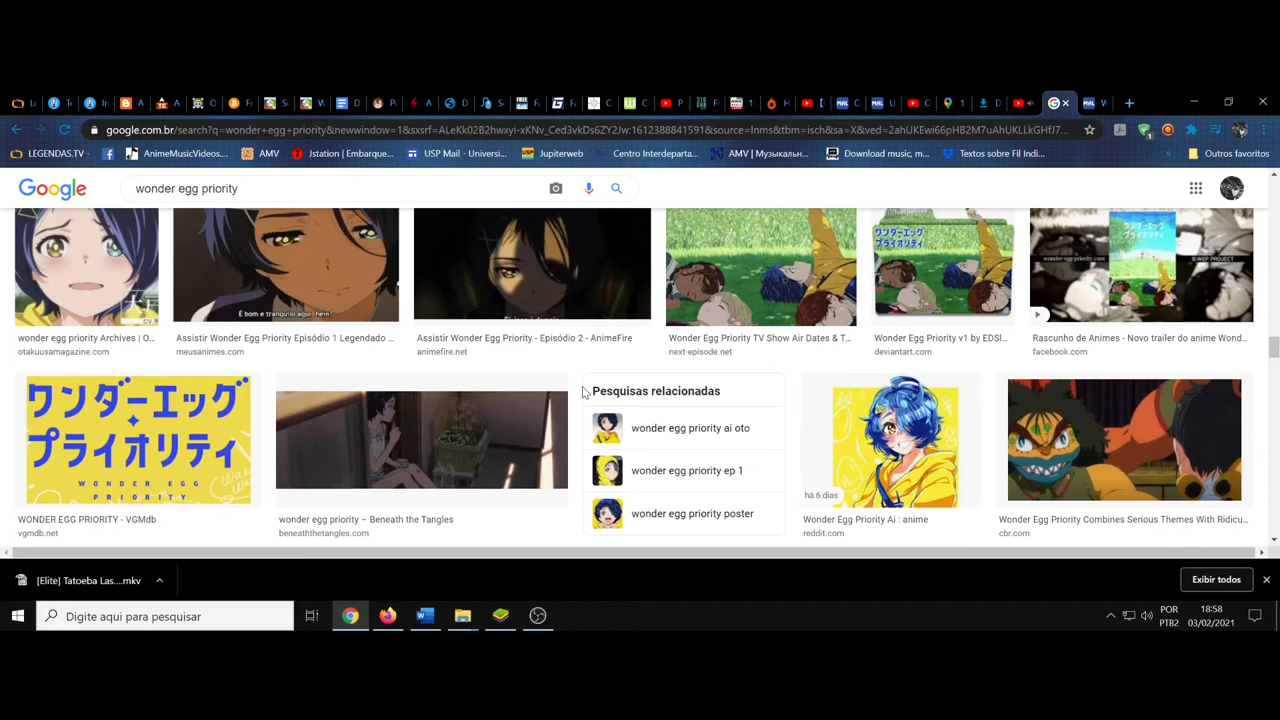 google.com.br/search?q=wonder+egg+priority&newwindow=1&sxsrf=ALeKk02B2hwxyi-xKNv_Ced3vkDs6ZY2Jw:1612388841591&source=lnms&tbm=isch&sa=X&ved=2ahUKEwi66pHB2M7uAhUKLLkGHfJ7...
LEGENDAS.TV AnimeMusicVideos.... AMV Jstation | Embarque... USP Mail - Universi... Jupiterweb Centro Interdeparta... AMV | Музыкальн... Download music, m... Textos sobre Fil Indi... Outros favoritos
Google wonder egg priority
ワンダーエッグ
プライオリティ
É bom e tranquilo aqui, hein?
wonder-egg-priority.com ©WEP PROJECT
wonder egg priority Archives | O... Assistir Wonder Egg Priority Episódio 1 Legendado ... Assistir Wonder Egg Priority - Episódio 2 - AnimeFire Wonder Egg Priority TV Show Air Dates & T... Wonder Egg Priority v1 by EDSl... Rascunho de Animes - Novo trailer do anime Wond...
otakuusamagazine.com meusanimes.com animefire.net next-episode.net deviantart.com facebook.com
ワンダーエッグ
プライオリティ
WONDER EGG
PRIORITY
Pesquisas relacionadas
wonder egg priority ai oto
wonder egg priority ep 1
wonder egg priority poster
há 6 dias
WONDER EGG PRIORITY - VGMdb wonder egg priority – Beneath the Tangles Wonder Egg Priority Ai : anime Wonder Egg Priority Combines Serious Themes With Ridicu...
vgmdb.net beneaththetangles.com reddit.com cbr.com
[Elite] Tatoeba Las....mkv Exibir todos
Digite aqui para pesquisar
POR 18:58
PTB2 03/02/2021